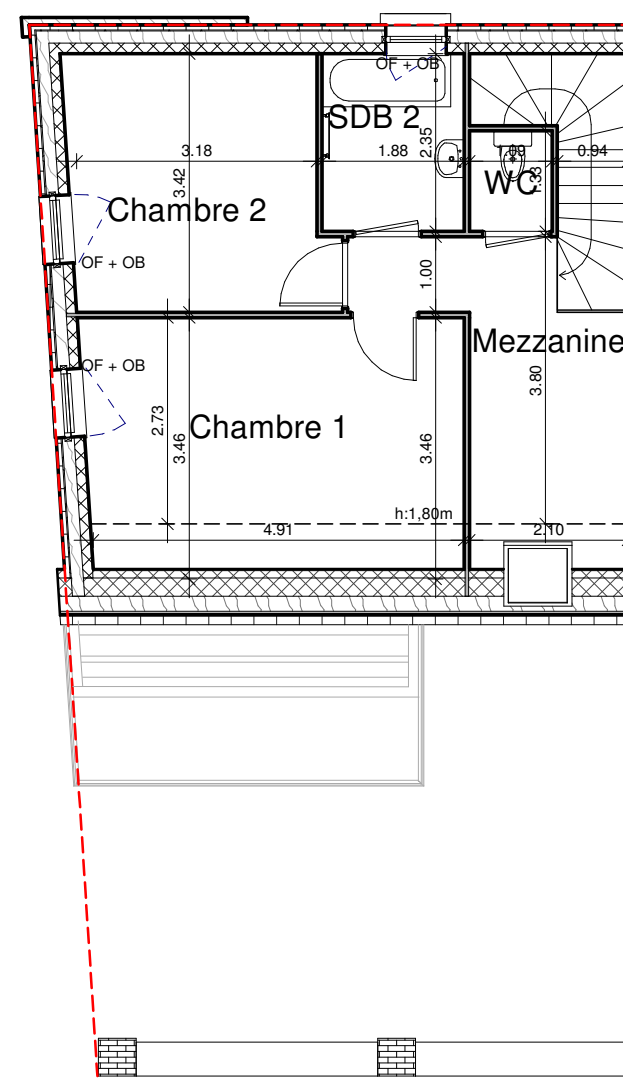 OF + OB
SDB 2
3.18
1.88
2.35
1.09
0.94
WC
1.33
3.42
Chambre 2
OF + OB
1.00
Mezzanine
OF + OB
3.80
2.73
Chambre 1
3.46
3.46
h:1,80m
4.91
2.10